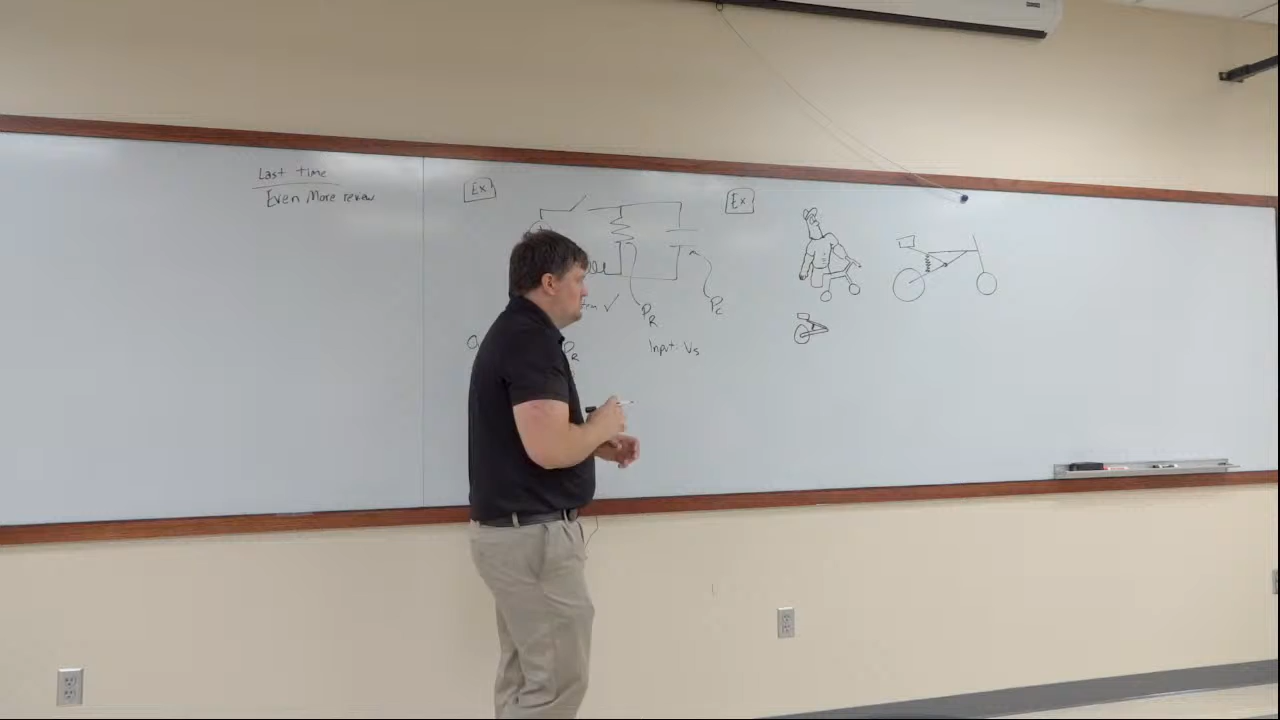 Last time
Even More review
Ex
Ex
P_R
P_C
P_R
Input: V_s